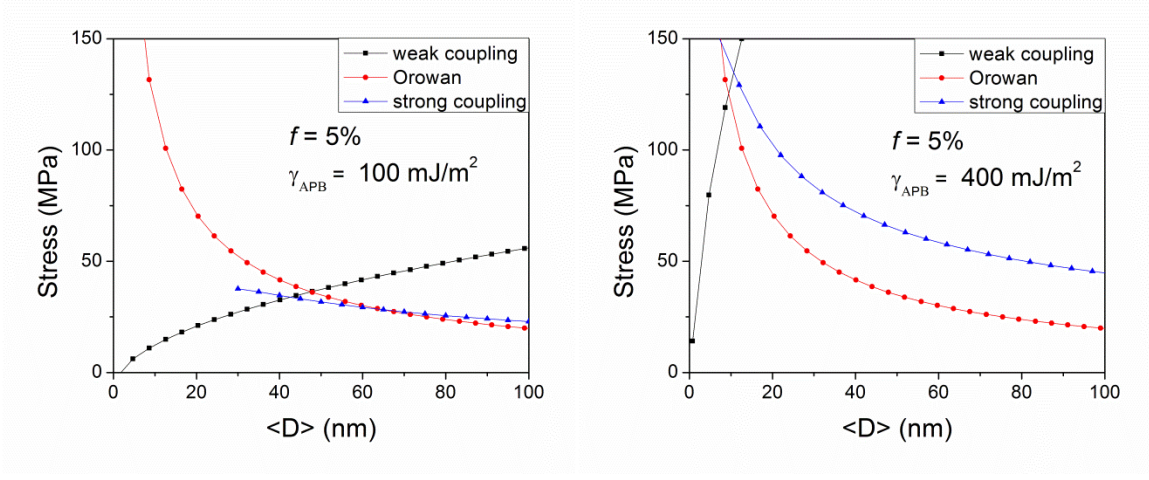 150
100
50
0
Stress (MPa)
0
20
40
60
80
100
<D> (nm)
weak coupling
Orowan
strong coupling
f = 5%
γAPB = 100 mJ/m²
150
100
50
0
Stress (MPa)
0
20
40
60
80
100
<D> (nm)
weak coupling
Orowan
strong coupling
f = 5%
γAPB = 400 mJ/m²